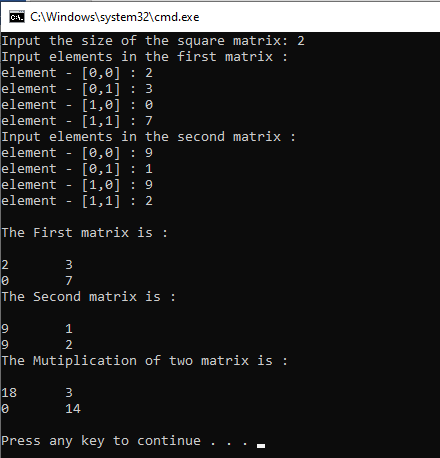 C:\Windows\system32\cmd.exe
Input the size of the square matrix: 2
Input elements in the first matrix :
element - [0,0] : 2
element - [0,1] : 3
element - [1,0] : 0
element - [1,1] : 7
Input elements in the second matrix :
element - [0,0] : 9
element - [0,1] : 1
element - [1,0] : 9
element - [1,1] : 2
The First matrix is :
2 3
0 7
The Second matrix is :
9 1
9 2
The Mutiplication of two matrix is :
18 3
0 14
Press any key to continue . . .